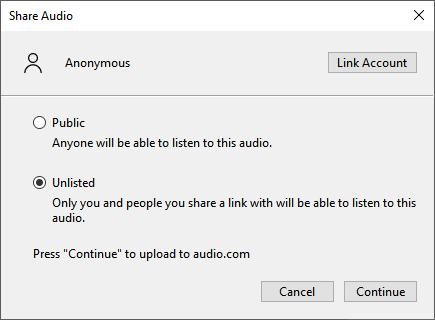 Share Audio
Anonymous
Link Account
Public
Anyone will be able to listen to this audio.
Unlisted
Only you and people you share a link with will be able to listen to this
audio.
Press "Continue" to upload to audio.com
Cancel
Continue